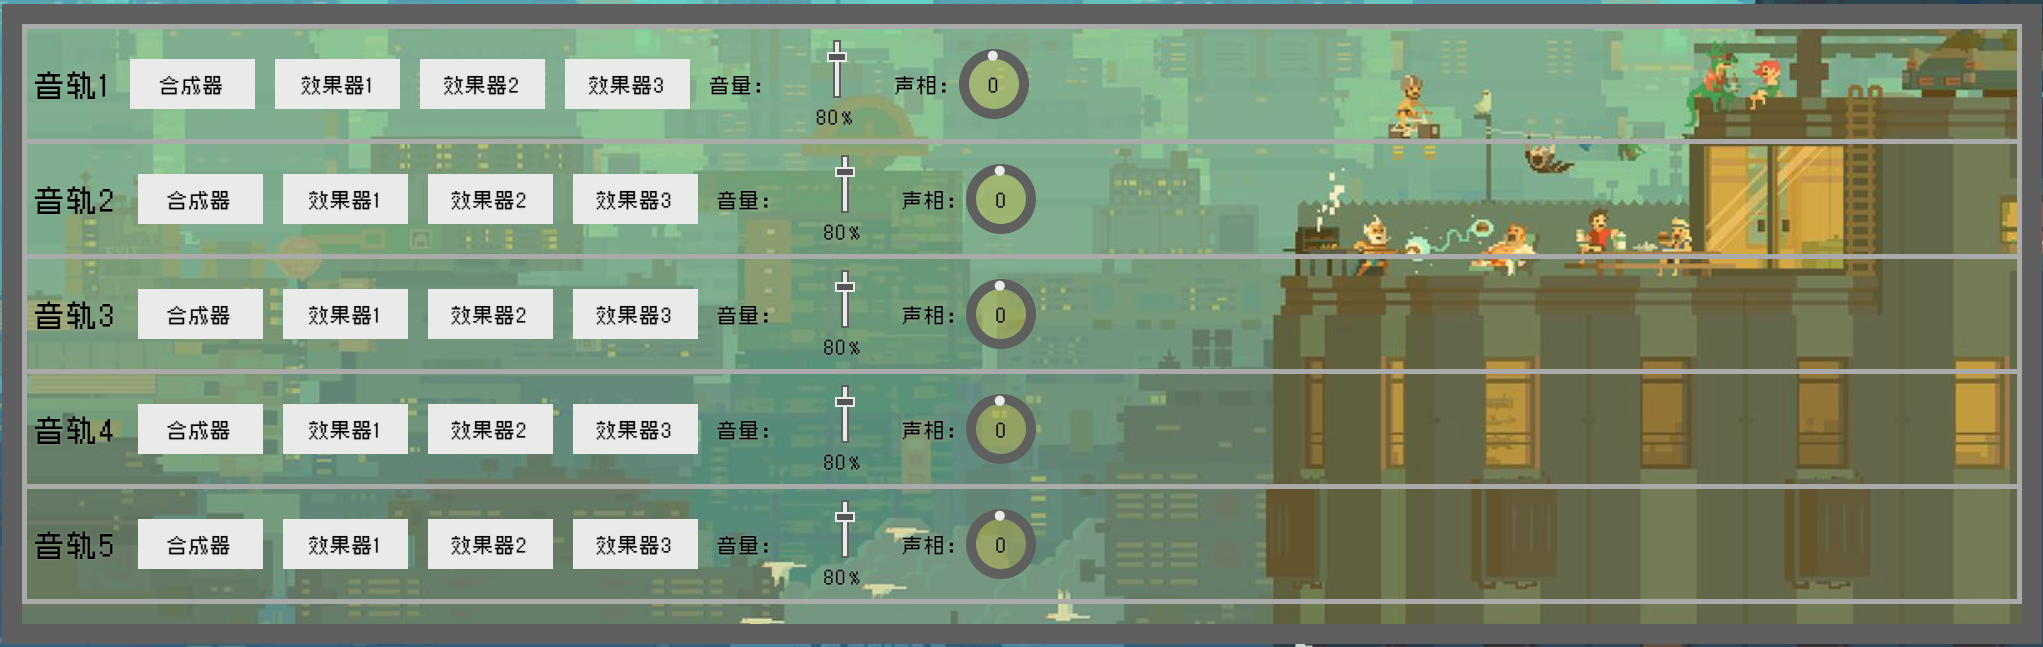 音轨1 合成器 效果器1 效果器2 效果器3 音量: 80% 声相: 0
音轨2 合成器 效果器1 效果器2 效果器3 音量: 80% 声相: 0
音轨3 合成器 效果器1 效果器2 效果器3 音量: 80% 声相: 0
音轨4 合成器 效果器1 效果器2 效果器3 音量: 80% 声相: 0
音轨5 合成器 效果器1 效果器2 效果器3 音量: 80% 声相: 0